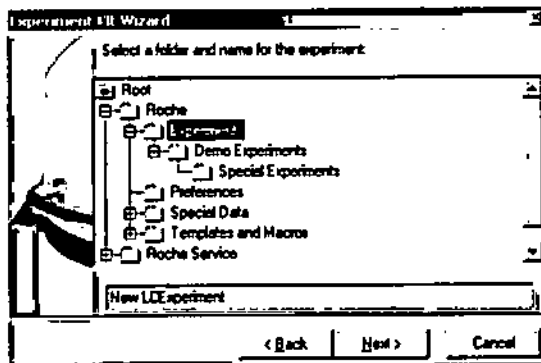 Experiment Wizard
Select a folder and name for the experiment:
Root
Roche
Experiments
Demo Experiments
Special Experiments
Preferences
Special Data
Templates and Macros
Roche Service
New LCExperiment
< Back Next > Cancel